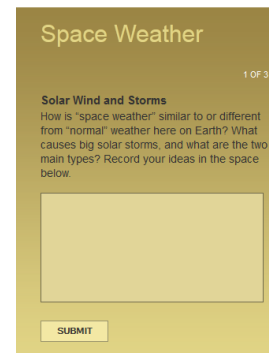 Space Weather
1 OF 3
Solar Wind and Storms
How is "space weather" similar to or different
from "normal" weather here on Earth? What
causes big solar storms, and what are the two
main types? Record your ideas in the space
below.
SUBMIT